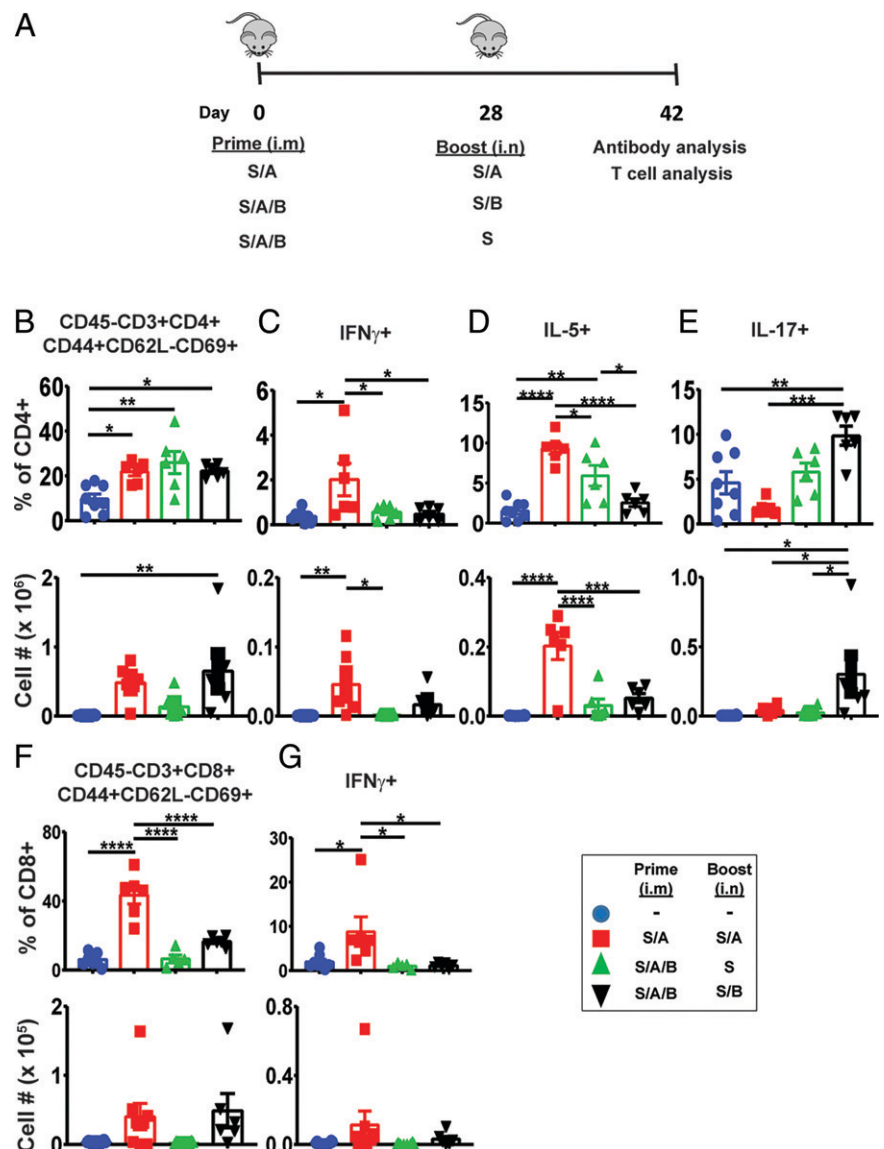 A
Day 0 28 42
Prime (i.m) Boost (i.n) Antibody analysis
S/A S/A T cell analysis
S/A/B S/B
S/A/B S
B C D E
CD45-CD3+CD4+
CD44+CD62L-CD69+
IFNγ+ IL-5+ IL-17+
% of CD4+
60
40
20
0
*
**
*
6
4
2
0
*
*
*
15
10
5
0
** *
**** ****
*
15
10
5
0
**
***
Cell # (x 10⁶)
2
1
0
**
0.2
0.1
0.0
**
*
0.4
0.2
0.0
**** ***
****
1.0
0.5
0.0
*
*
*
F G
CD45-CD3+CD8+
CD44+CD62L-CD69+
IFNγ+
% of CD8+
80
40
0
****
**** ****
30
20
10
0
*
* *
Cell # (x 10⁵)
2
1
0
0.8
0.4
0.0
Prime Boost
(i.m) (i.n)
- -
S/A S/A
S/A/B S
S/A/B S/B